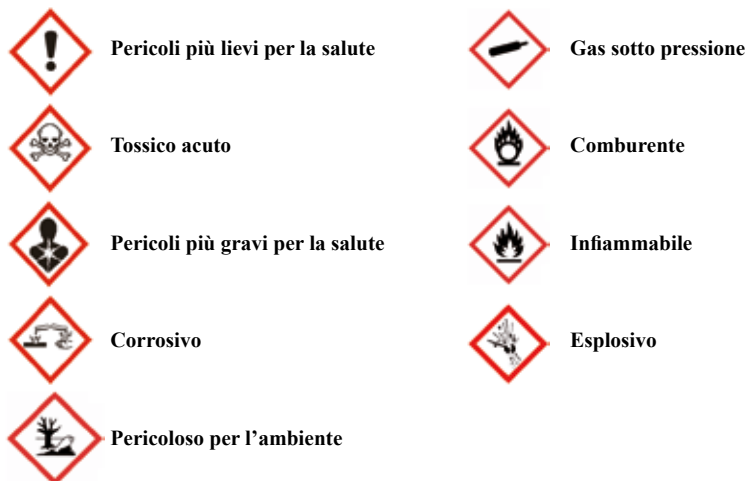 Pericoli più lievi per la salute
Tossico acuto
Pericoli più gravi per la salute
Corrosivo
Pericoloso per l'ambiente
Gas sotto pressione
Comburente
Infiammabile
Esplosivo